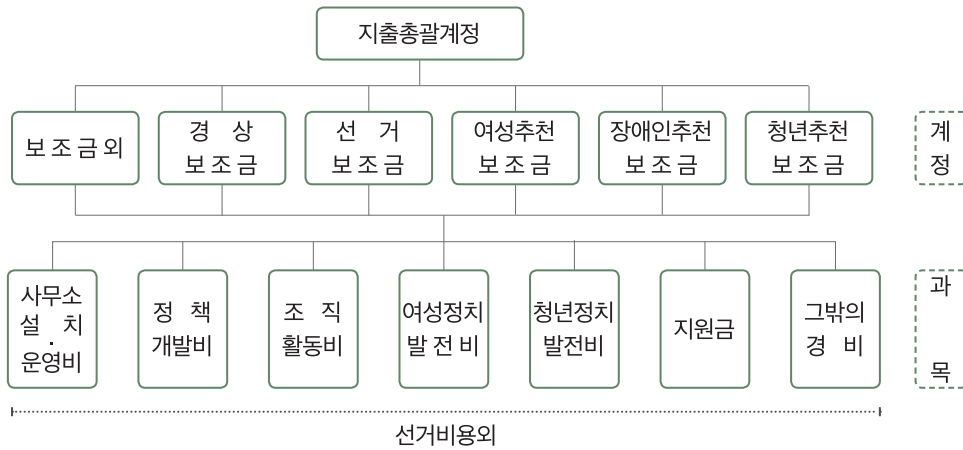 지출총괄계정
보조금외
경 상
보조금
선 거
보조금
여성추천
보조금
장애인추천
보조금
청년추천
보조금
계
정
사무소
설 치
·
운영비
정 책
개발비
조 직
활동비
여성정치
발전비
청년정치
발전비
지원금
그밖의
경 비
과
목
선거비용외